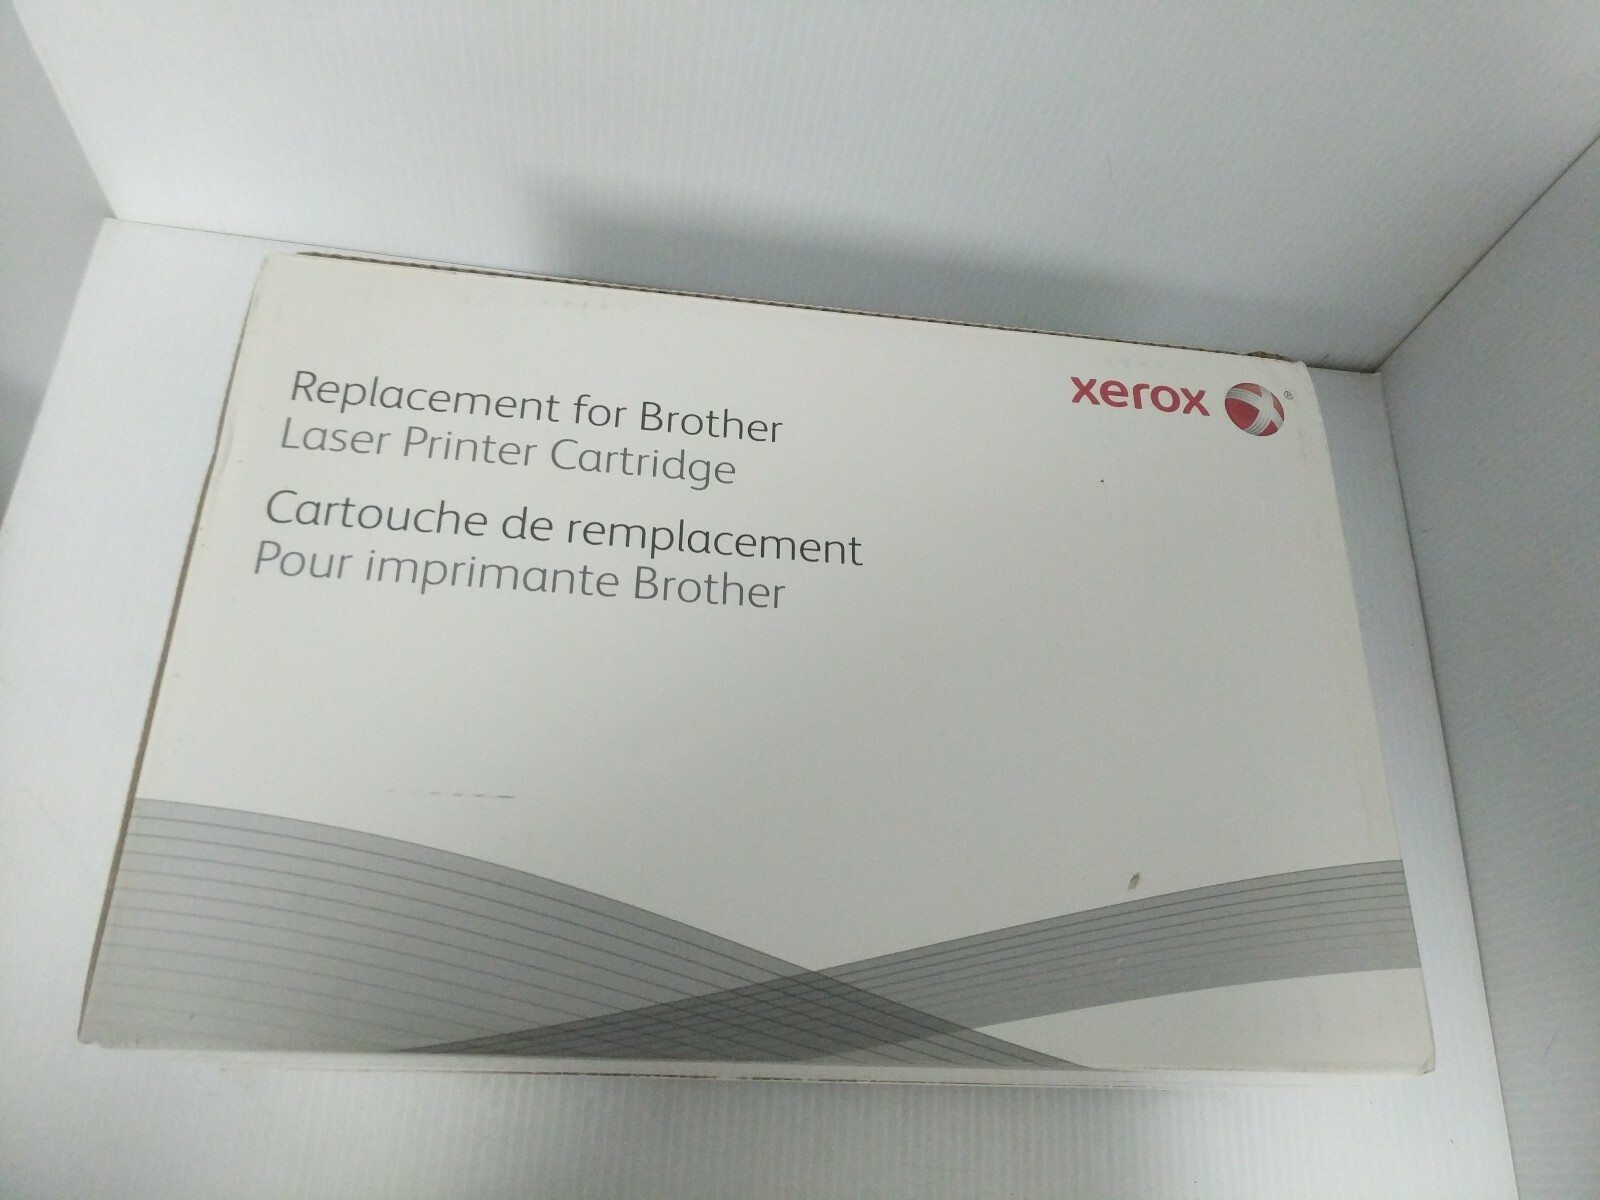 Replacement for Brother
Laser Printer Cartridge
Cartouche de remplacement
Pour imprimante Brother
xerox ®